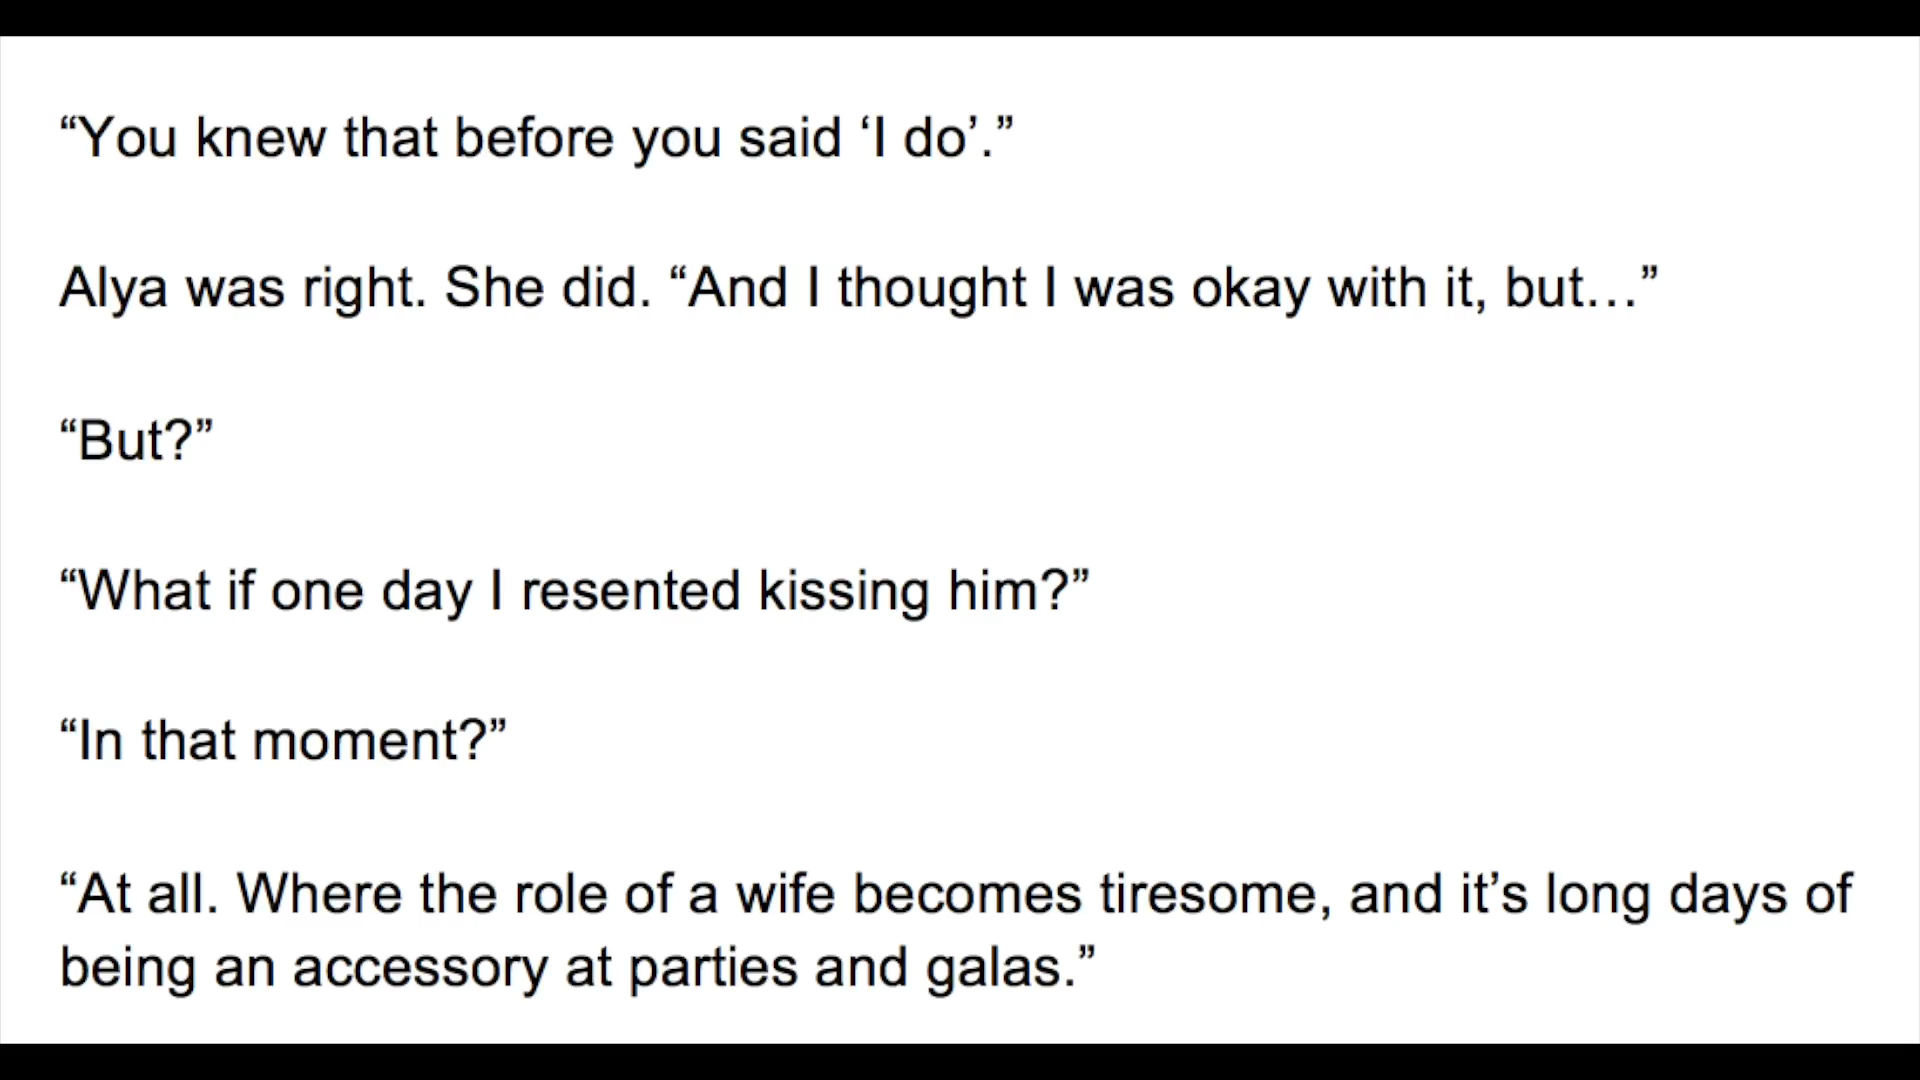 “You knew that before you said ‘I do’.”
Alya was right. She did. “And I thought I was okay with it, but…”
“But?”
“What if one day I resented kissing him?”
“In that moment?”
“At all. Where the role of a wife becomes tiresome, and it’s long days of
being an accessory at parties and galas.”